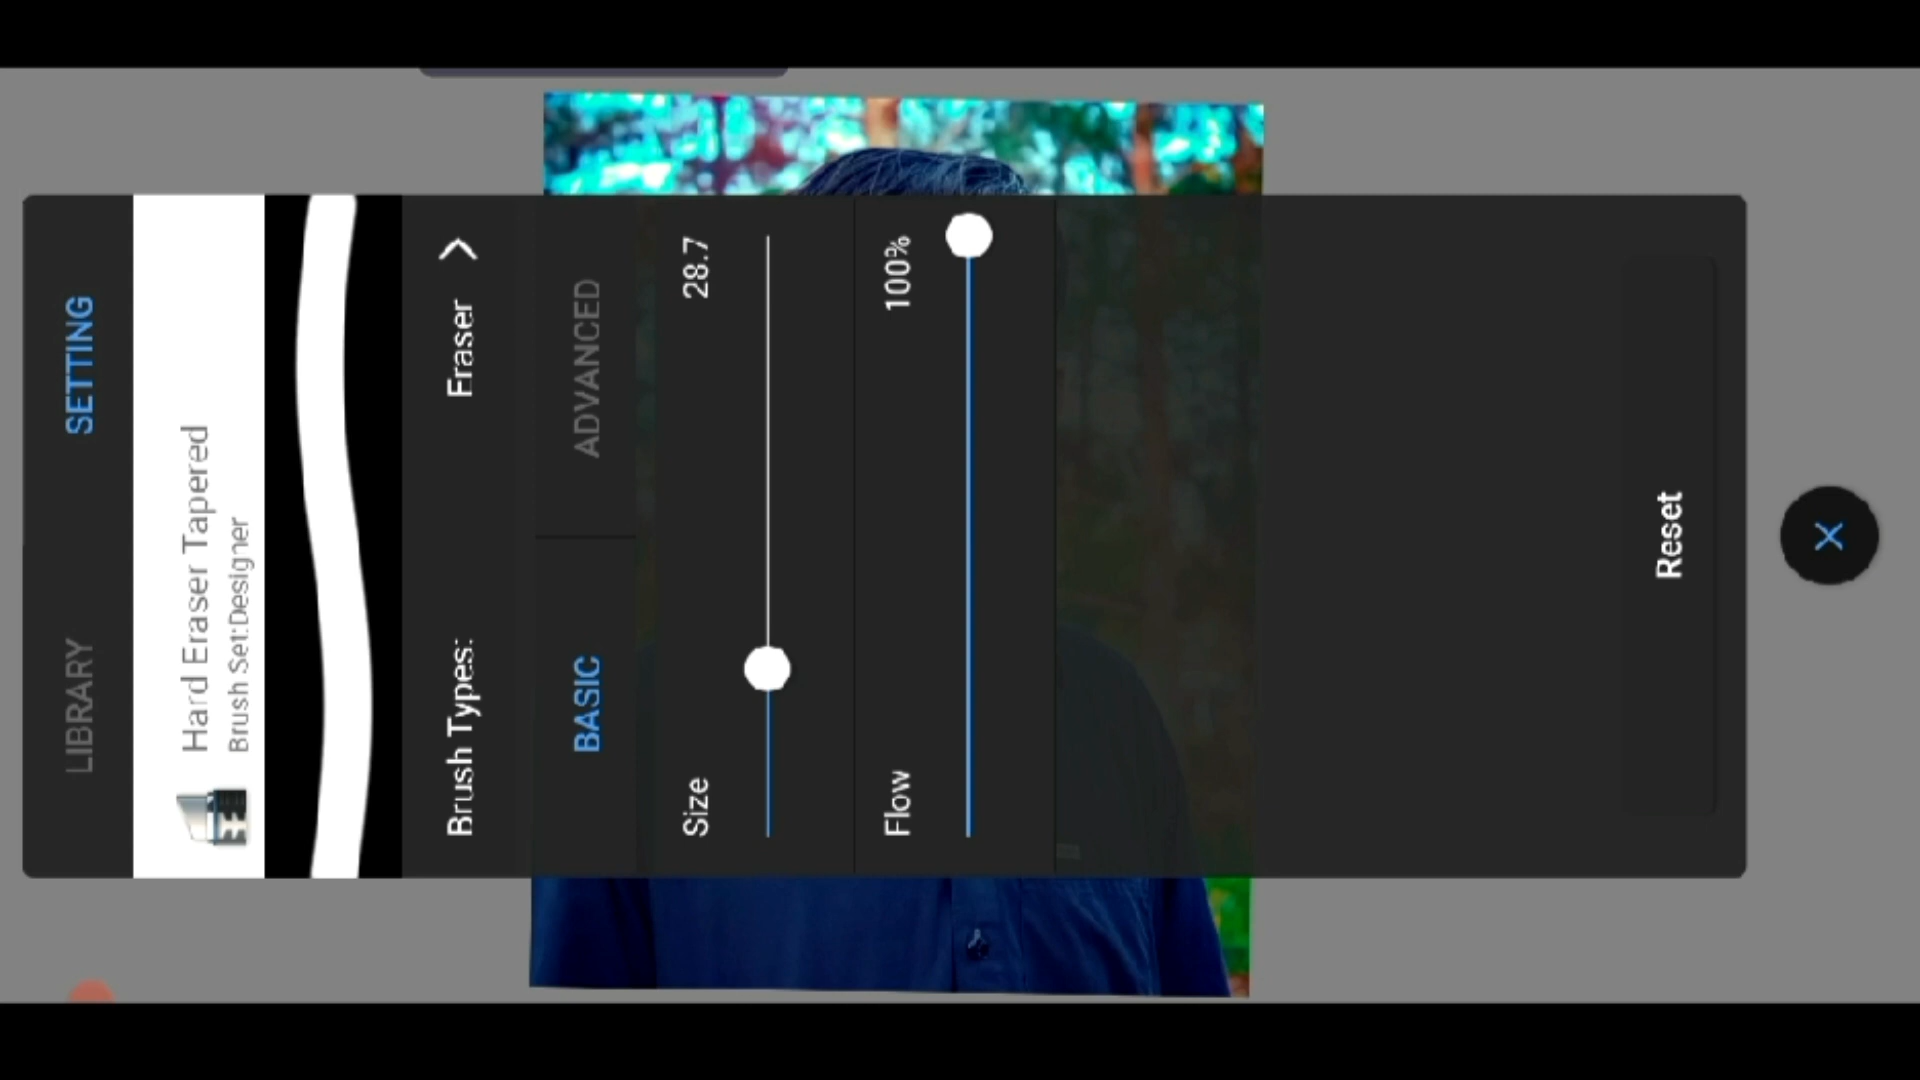 LIBRARY SETTING
Hard Eraser Tapered
Brush Set:Designer
Brush Types: Eraser
BASIC ADVANCED
Size 28.7
Flow 100%
Reset